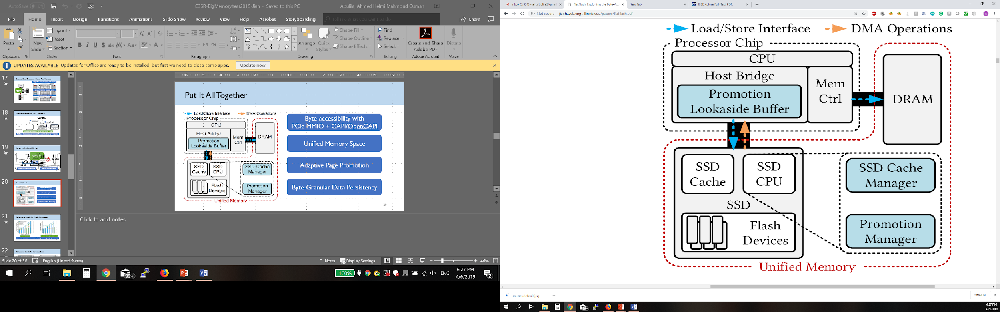 AutoSave Off
C3SR-BigMemoryYear2019-Jian - Saved to this PC
Abulila, Ahmed Helmi Mahmoud Osman
File Home Insert Design Transitions Animations Slide Show Review View Help Acrobat Storyboarding Tell me what you want to do Share
Paste
Clipboard
New Slide
Layout
Reset
Section
Slides
Font
Paragraph
Arrange
Quick Styles
Shape Fill
Shape Outline
Shape Effects
Drawing
Find
Replace
Select
Editing
Create and Share
Adobe PDF
Adobe Acrobat
Dictate
Voice
UPDATES AVAILABLE Updates for Office are ready to be installed, but first we need to close some apps. Update now
17
18
19
20
21
22
Put It All Together
Load/Store Interface DMA Operations
Processor Chip
CPU
Host Bridge
Promotion
Lookaside Buffer
Mem
Ctrl
DRAM
SSD
Cache
SSD
CPU
Flash
Devices
SSD Cache
Manager
Promotion
Manager
Unified Memory
Byte-accessibility with
PCIe MMIO + CAPI/OpenCAPI
Unified Memory Space
Adaptive Page Promotion
Byte-Granular Data Persistency
20
Click to add notes
Slide 20 of 36 English (United States)
Notes Display Settings 46%
99+
100%
ENG
6:27 PM
4/6/2019
2
Inbox (3,331)
FlatFlash: Exploiting the Byte-Ac
New Tab
IEEE Xplore Full-Text PDF:
Not secure jianh.web.engr.illinois.edu/papers/flatflash.pdf
Load/Store Interface DMA Operations
Processor Chip
CPU
Host Bridge
Promotion
Lookaside Buffer
Mem
Ctrl
DRAM
SSD
Cache
SSD
CPU
SSD
Flash
Devices
SSD Cache
Manager
Promotion
Manager
Unified Memory
maxresdefault.jpg
Show all
6:27 PM
4/6/2019